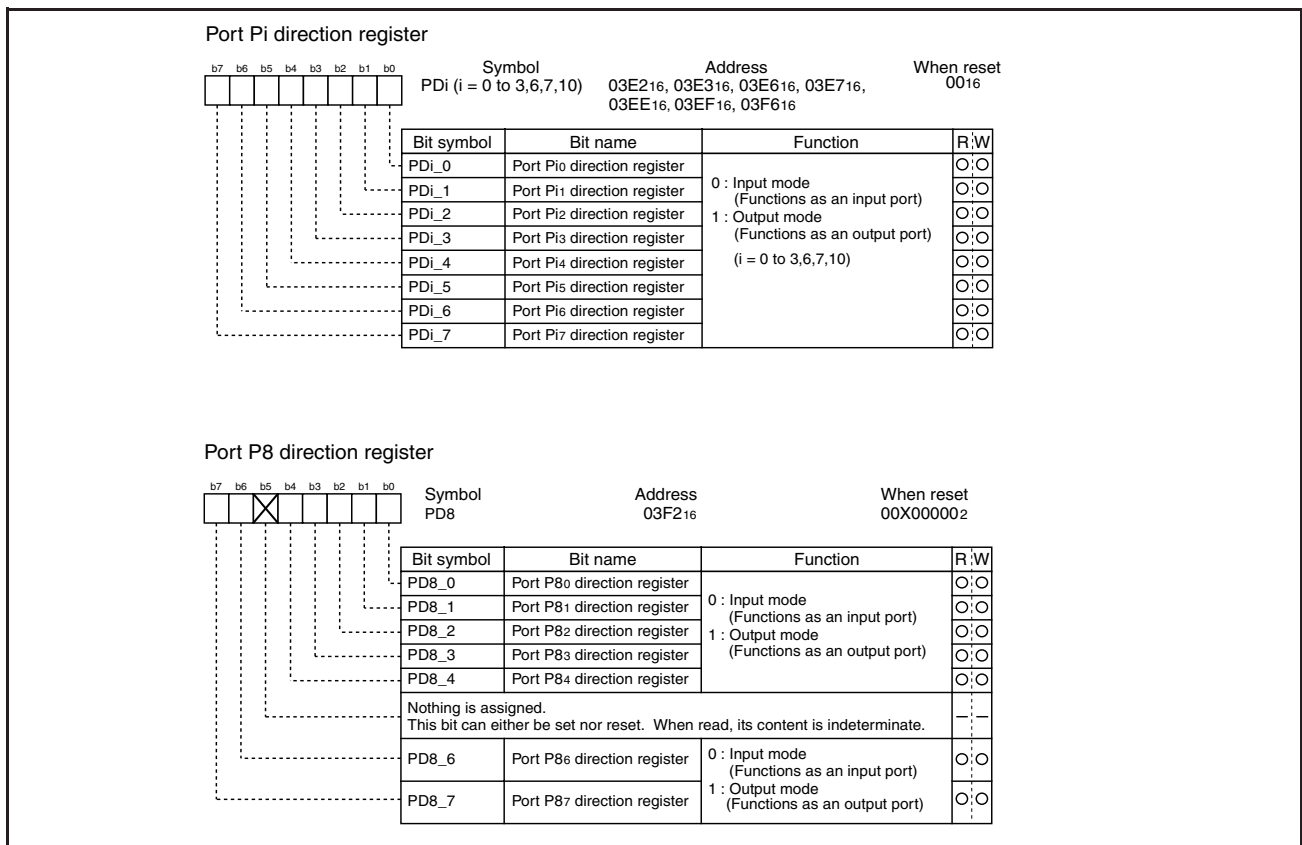 Port Pi direction register
b7 b6 b5 b4 b3 b2 b1 b0
Symbol Address When reset
PDi (i = 0 to 3,6,7,10) 03E216, 03E316, 03E616, 03E716, 0016
03EE16, 03EF16, 03F616
Bit symbol Bit name Function R W
PDi_0 Port Pi0 direction register
PDi_1 Port Pi1 direction register
PDi_2 Port Pi2 direction register
PDi_3 Port Pi3 direction register
PDi_4 Port Pi4 direction register
PDi_5 Port Pi5 direction register
PDi_6 Port Pi6 direction register
PDi_7 Port Pi7 direction register
0 : Input mode
(Functions as an input port)
1 : Output mode
(Functions as an output port)
(i = 0 to 3,6,7,10)
Port P8 direction register
b7 b6 b5 b4 b3 b2 b1 b0
Symbol Address When reset
PD8 03F216 00X000002
Bit symbol Bit name Function R W
PD8_0 Port P80 direction register
PD8_1 Port P81 direction register
PD8_2 Port P82 direction register
PD8_3 Port P83 direction register
PD8_4 Port P84 direction register
0 : Input mode
(Functions as an input port)
1 : Output mode
(Functions as an output port)
Nothing is assigned.
This bit can either be set nor reset. When read, its content is indeterminate.
PD8_6 Port P86 direction register
PD8_7 Port P87 direction register
0 : Input mode
(Functions as an input port)
1 : Output mode
(Functions as an output port)